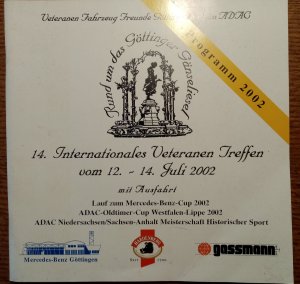 Veteranen Fahrzeug Freunde Göttingen im ADAC
Programm 2002
Rund um das Göttinger Gänseliesel
14. Internationales Veteranen Treffen
vom 12. - 14. Juli 2002
mit Ausfahrt
Lauf zum Mercedes-Benz-Cup 2002
ADAC-Oldtimer-Cup Westfalen-Lippe 2002
ADAC Niedersachsen/Sachsen-Anhalt Meisterschaft Historischer Sport
Mercedes-Benz Göttingen
gassmann